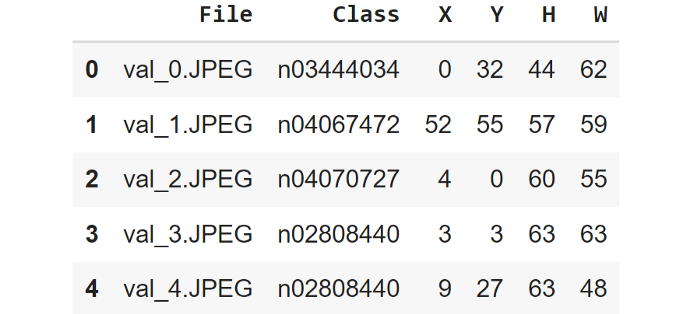 File Class X Y H W
0 val_0.JPEG n03444034 0 32 44 62
1 val_1.JPEG n04067472 52 55 57 59
2 val_2.JPEG n04070727 4 0 60 55
3 val_3.JPEG n02808440 3 3 63 63
4 val_4.JPEG n02808440 9 27 63 48